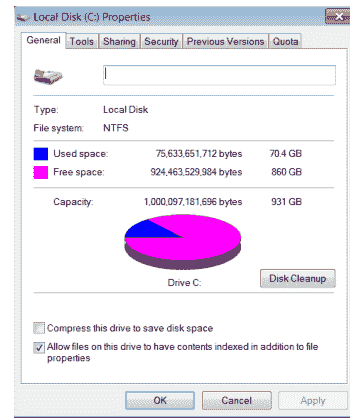 Local Disk (C:) Properties
General Tools Sharing Security Previous Versions Quota
Type: Local Disk
File system: NTFS
Used space: 75,633,651,712 bytes 70.4 GB
Free space: 924,463,529,984 bytes 860 GB
Capacity: 1,000,097,181,696 bytes 931 GB
Drive C:
Disk Cleanup
Compress this drive to save disk space
Allow files on this drive to have contents indexed in addition to file
properties
OK Cancel Apply